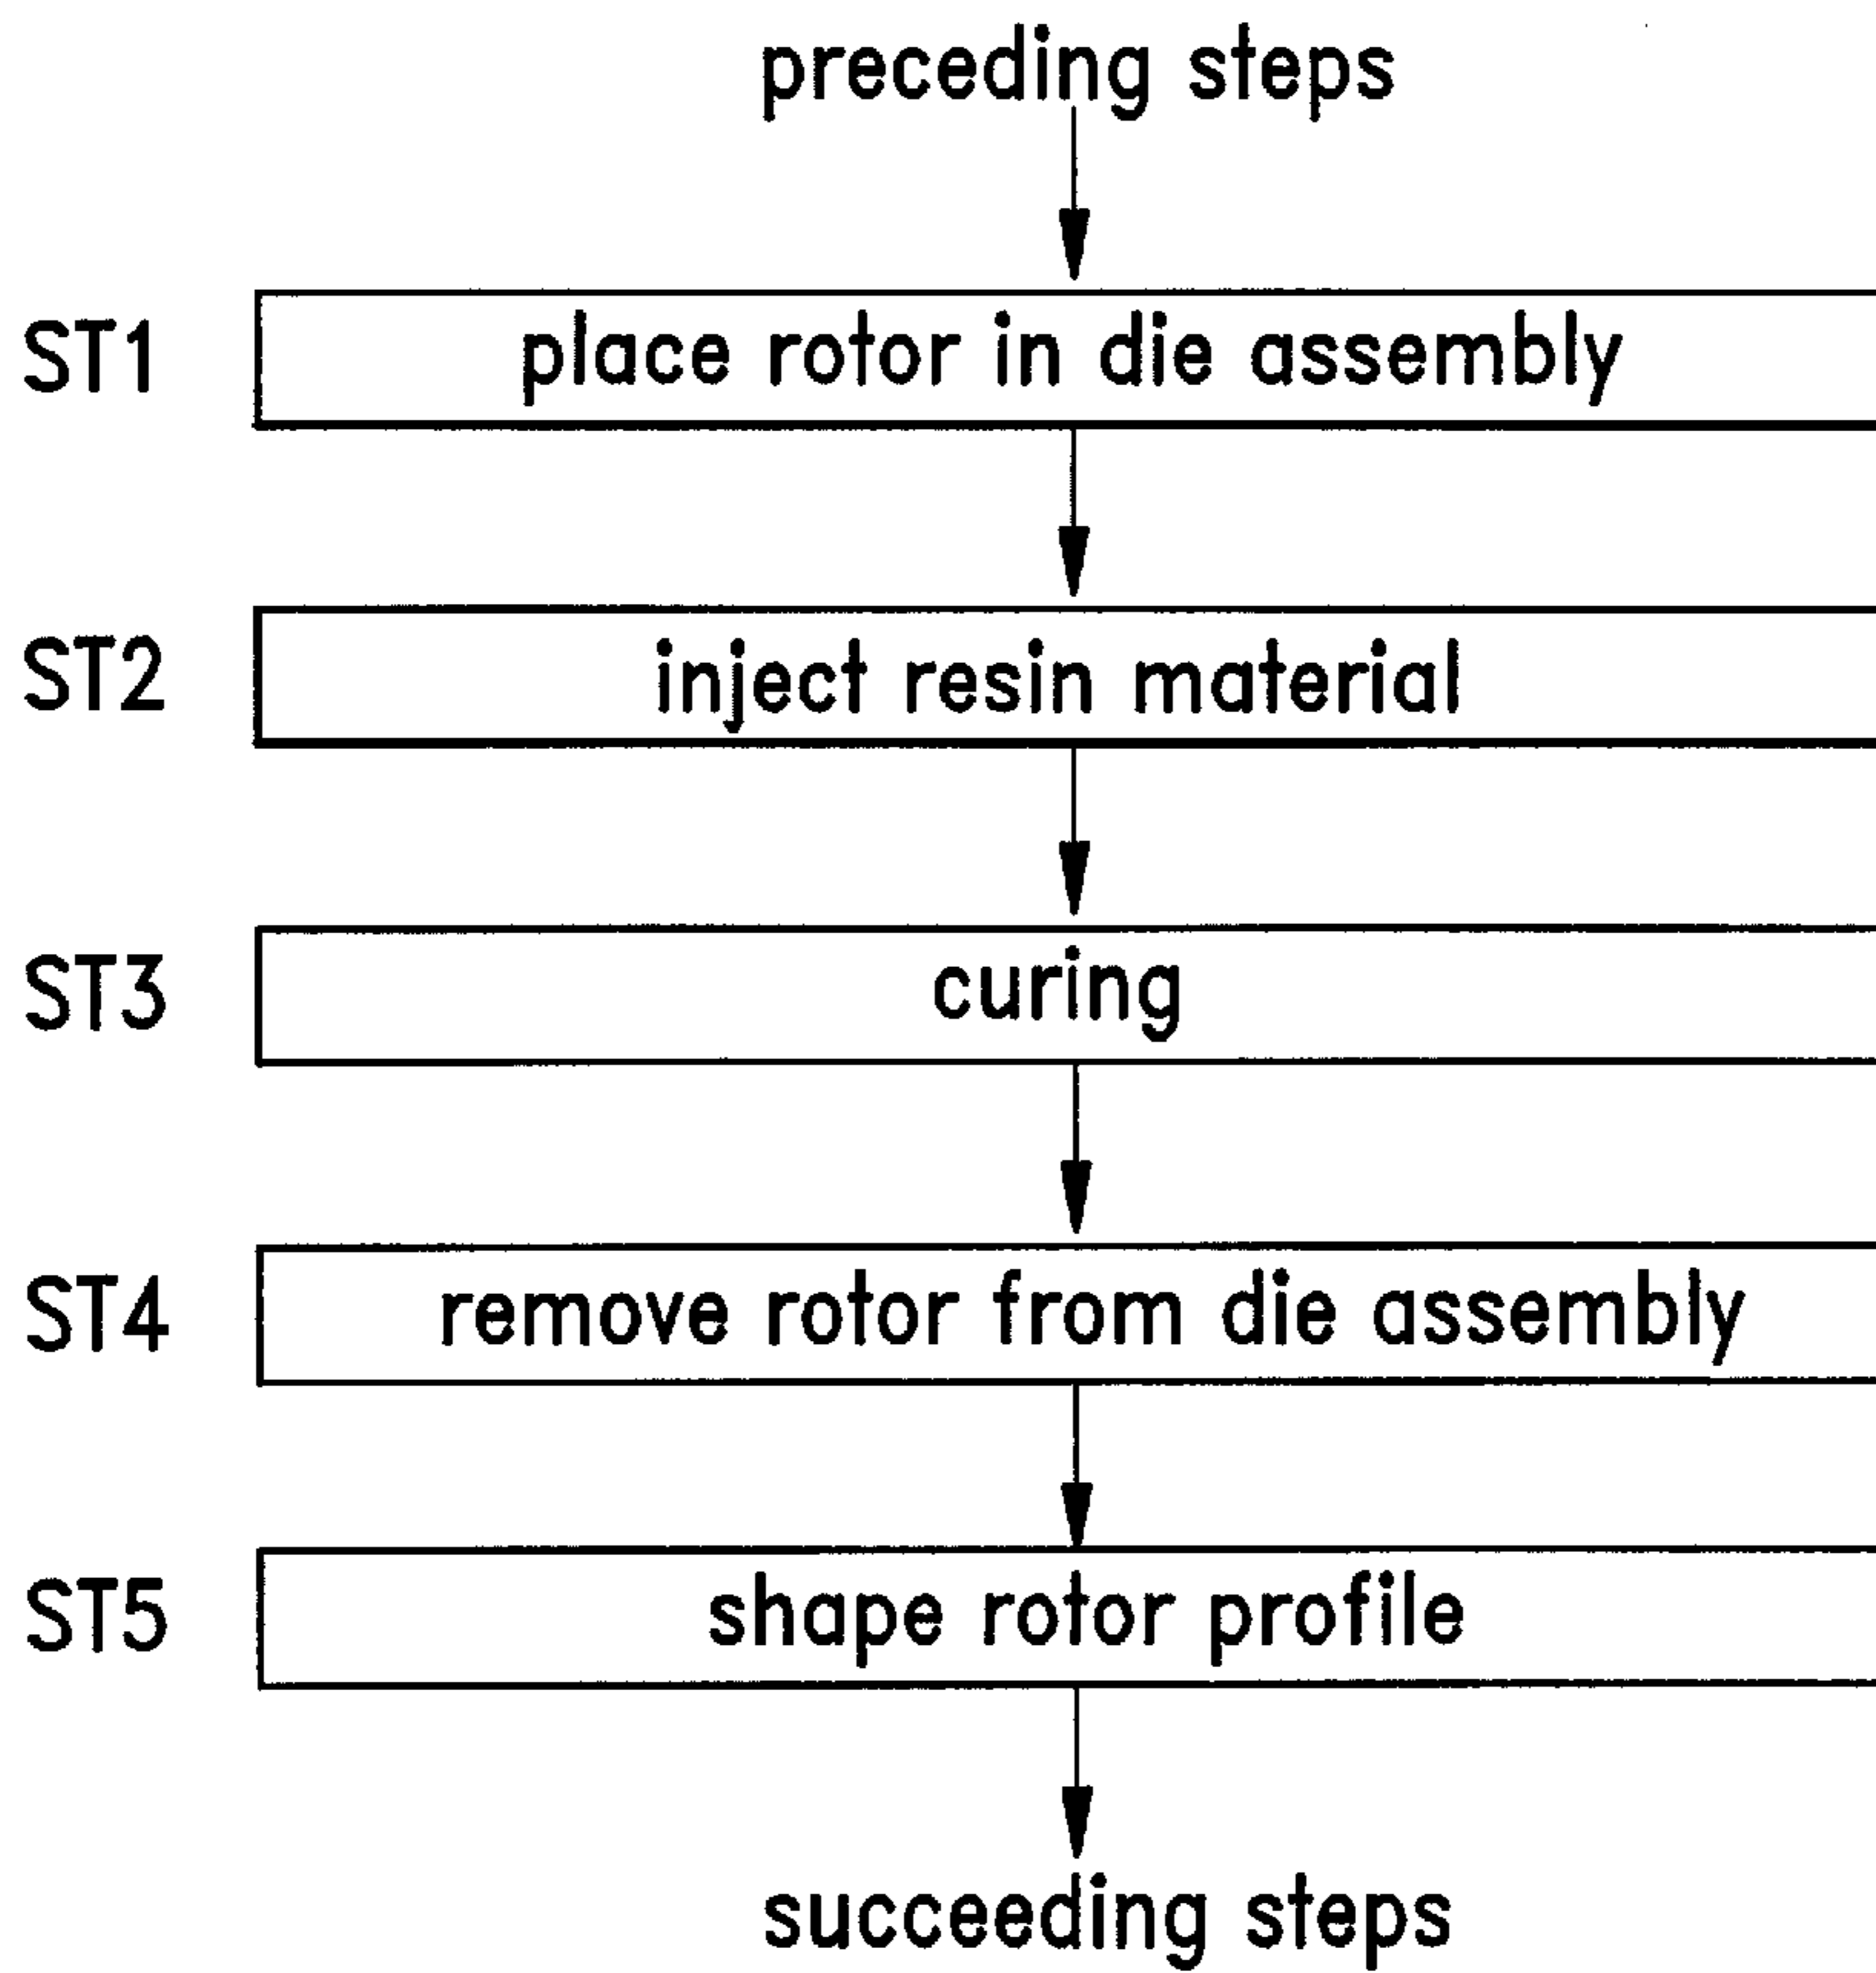 preceding steps
ST1 place rotor in die assembly
ST2 inject resin material
ST3 curing
ST4 remove rotor from die assembly
ST5 shape rotor profile
succeeding steps